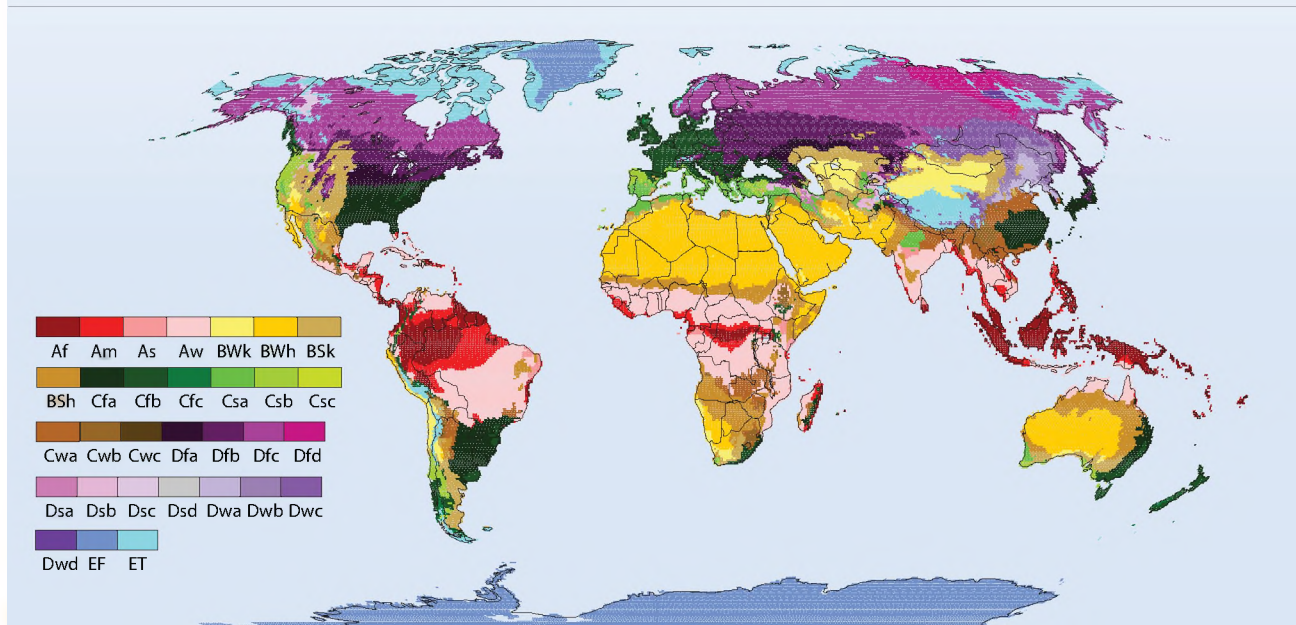 Af Am As Aw BWk BWh BSk
BSh Cfa Cfb Cfc Csa Csb Csc
Cwa Cwb Cwc Dfa Dfb Dfc Dfd
Dsa Dsb Dsc Dsd Dwa Dwb Dwc
Dwd EF ET